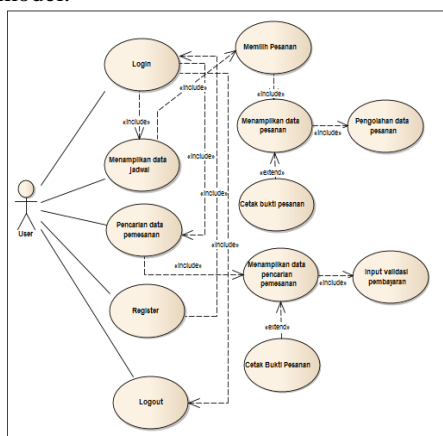 model.
Login
Memilih Pesanan
«include»
«include»
«include»
Menampilkan data
pesanan
Pengolahan data
pesanan
«include»
Menampilkan data
jadwal
«include»
«extend»
«include»
Cetak bukti pesanan
User
Pencarian data
pemesanan
«include»
Menampilkan data
pencarian
pemesanan
Input validasi
pembayaran
«include»
Register
«extend»
Cetak Bukti Pesanan
Logout